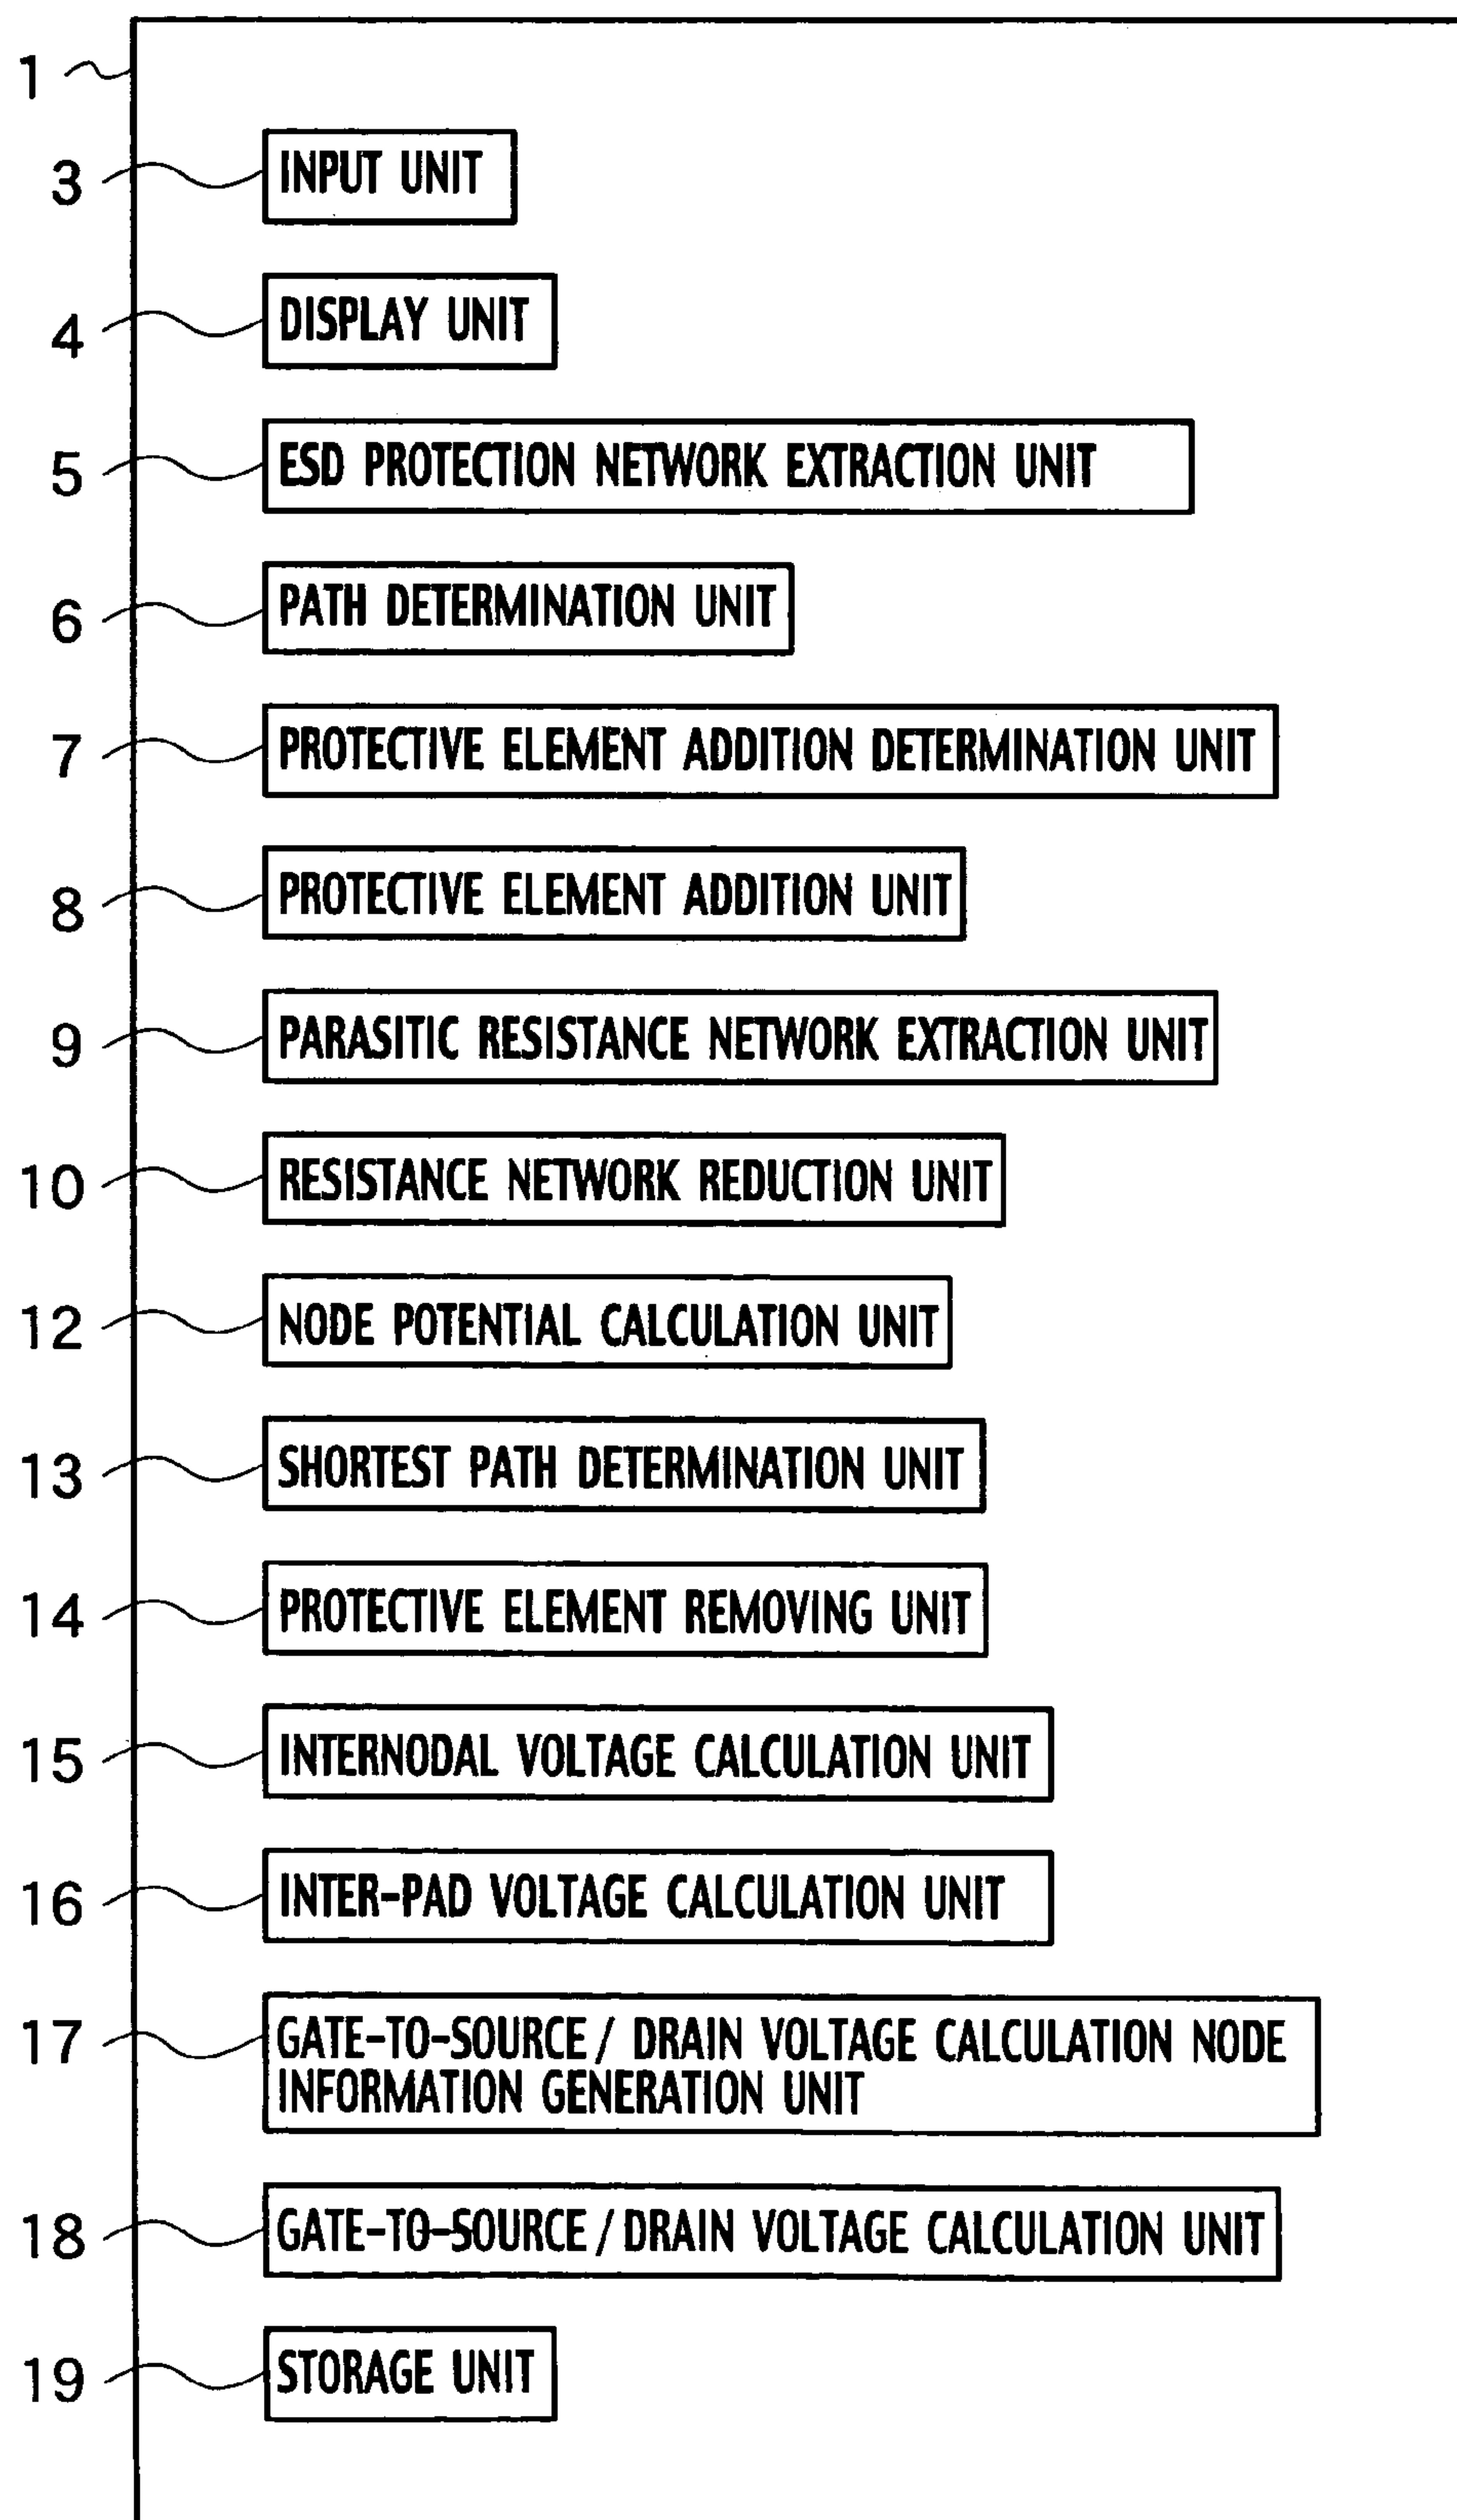 1
3 INPUT UNIT
4 DISPLAY UNIT
5 ESD PROTECTION NETWORK EXTRACTION UNIT
6 PATH DETERMINATION UNIT
7 PROTECTIVE ELEMENT ADDITION DETERMINATION UNIT
8 PROTECTIVE ELEMENT ADDITION UNIT
9 PARASITIC RESISTANCE NETWORK EXTRACTION UNIT
10 RESISTANCE NETWORK REDUCTION UNIT
12 NODE POTENTIAL CALCULATION UNIT
13 SHORTEST PATH DETERMINATION UNIT
14 PROTECTIVE ELEMENT REMOVING UNIT
15 INTERNODAL VOLTAGE CALCULATION UNIT
16 INTER-PAD VOLTAGE CALCULATION UNIT
17 GATE-TO-SOURCE/ DRAIN VOLTAGE CALCULATION NODE
INFORMATION GENERATION UNIT
18 GATE-TO-SOURCE/DRAIN VOLTAGE CALCULATION UNIT
19 STORAGE UNIT